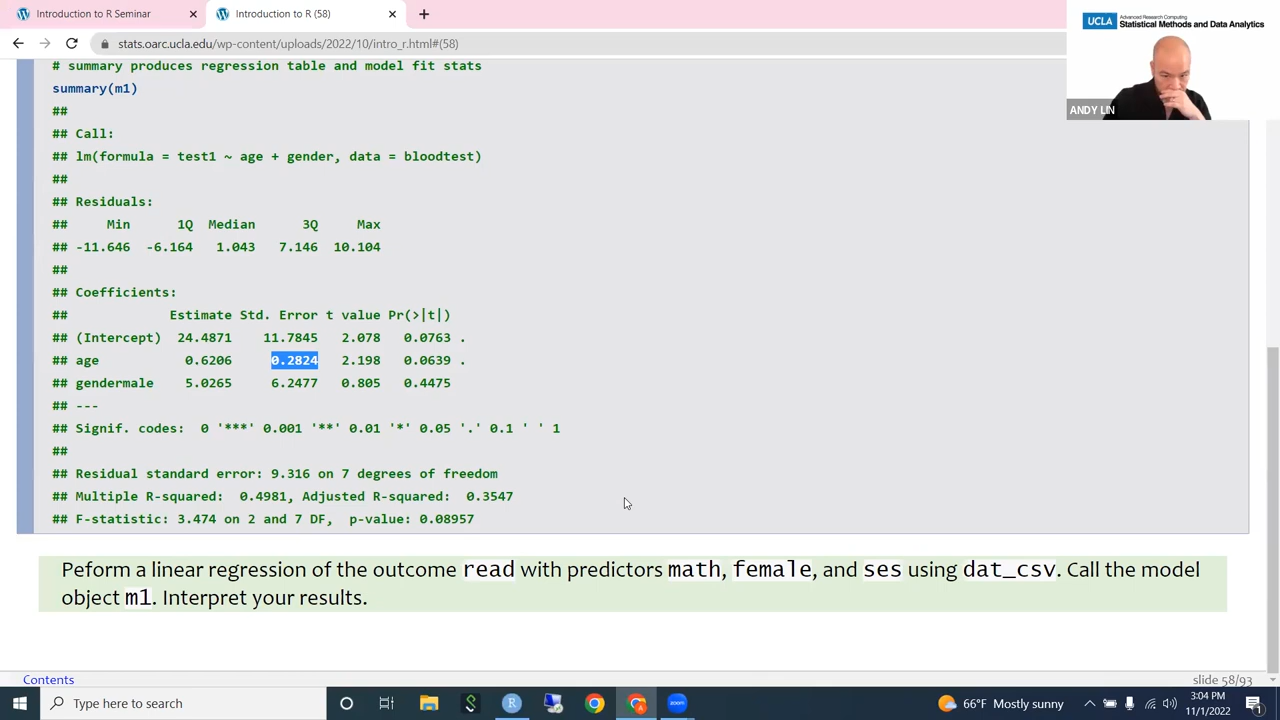 Introduction to R Seminar
Introduction to R (58)
stats.oarc.ucla.edu/wp-content/uploads/2022/10/intro_r.html#(58)
UCLA Advanced Research Computing
Statistical Methods and Data Analytics
ANDY LIN
# summary produces regression table and model fit stats
summary(m1)
##
## Call:
## lm(formula = test1 ~ age + gender, data = bloodtest)
##
## Residuals:
## Min 1Q Median 3Q Max
## -11.646 -6.164 1.043 7.146 10.104
##
## Coefficients:
## Estimate Std. Error t value Pr(>|t|)
## (Intercept) 24.4871 11.7845 2.078 0.0763 .
## age 0.6206 0.2824 2.198 0.0639 .
## gendermale 5.0265 6.2477 0.805 0.4475
## ---
## Signif. codes: 0 '***' 0.001 '**' 0.01 '*' 0.05 '.' 0.1 ' ' 1
##
## Residual standard error: 9.316 on 7 degrees of freedom
## Multiple R-squared: 0.4981, Adjusted R-squared: 0.3547
## F-statistic: 3.474 on 2 and 7 DF, p-value: 0.08957
Peform a linear regression of the outcome read with predictors math, female, and ses using dat_csv. Call the model
object m1. Interpret your results.
Contents
slide 58/93
Type here to search
zoom
66°F Mostly sunny
3:04 PM
11/1/2022